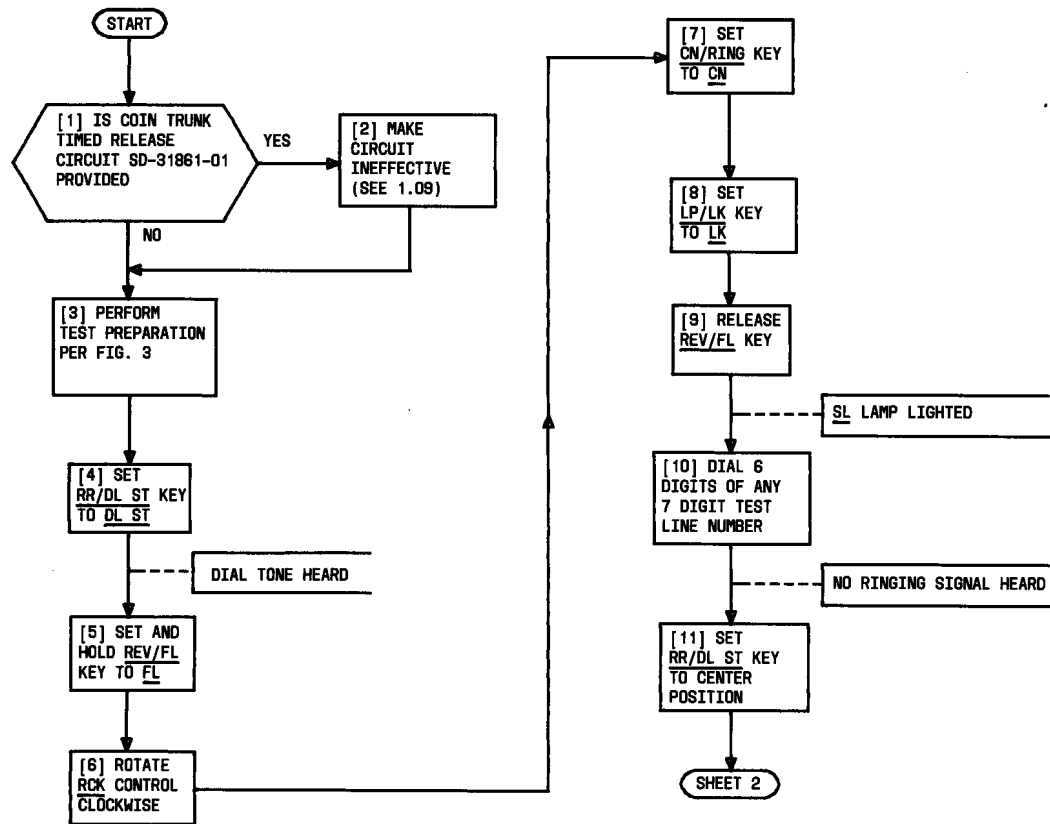 START
[1] IS COIN TRUNK
TIMED RELEASE
CIRCUIT SD-31861-01
PROVIDED
YES
[2] MAKE
CIRCUIT
INEFFECTIVE
(SEE 1.09)
NO
[3] PERFORM
TEST PREPARATION
PER FIG. 3
[4] SET
RR/DL ST KEY
TO DL ST
DIAL TONE HEARD
[5] SET AND
HOLD REV/FL
KEY TO FL
[6] ROTATE
RCK CONTROL
CLOCKWISE
[7] SET
CN/RING KEY
TO CN
[8] SET
LP/LK KEY
TO LK
[9] RELEASE
REV/FL KEY
SL LAMP LIGHTED
[10] DIAL 6
DIGITS OF ANY
7 DIGIT TEST
LINE NUMBER
NO RINGING SIGNAL HEARD
[11] SET
RR/DL ST KEY
TO CENTER
POSITION
SHEET 2